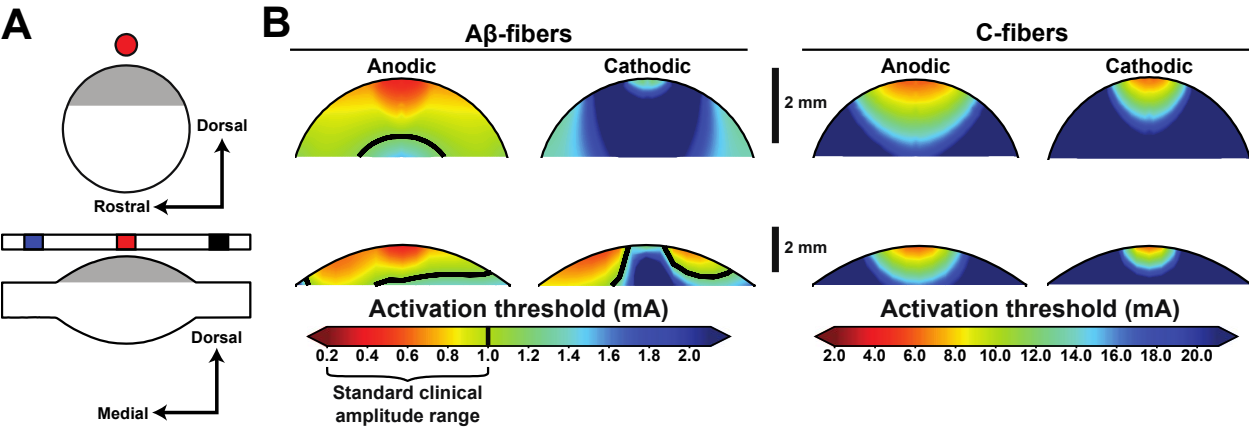 A
Dorsal
Rostral
Dorsal
Medial
B
Aβ-fibers
C-fibers
Anodic
Cathodic
Anodic
Cathodic
2 mm
2 mm
Activation threshold (mA)
0.2 0.4 0.6 0.8 1.0 1.2 1.4 1.6 1.8 2.0
Standard clinical
amplitude range
Activation threshold (mA)
2.0 4.0 6.0 8.0 10.0 12.0 14.0 16.0 18.0 20.0